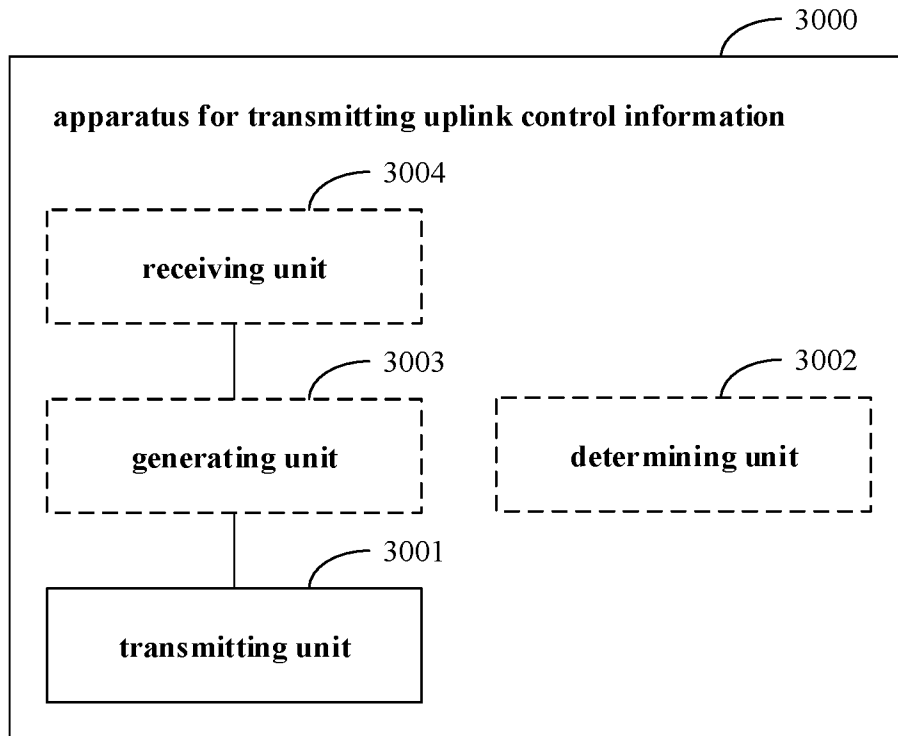 3000
apparatus for transmitting uplink control information
3004
receiving unit
3003
generating unit
3002
determining unit
3001
transmitting unit